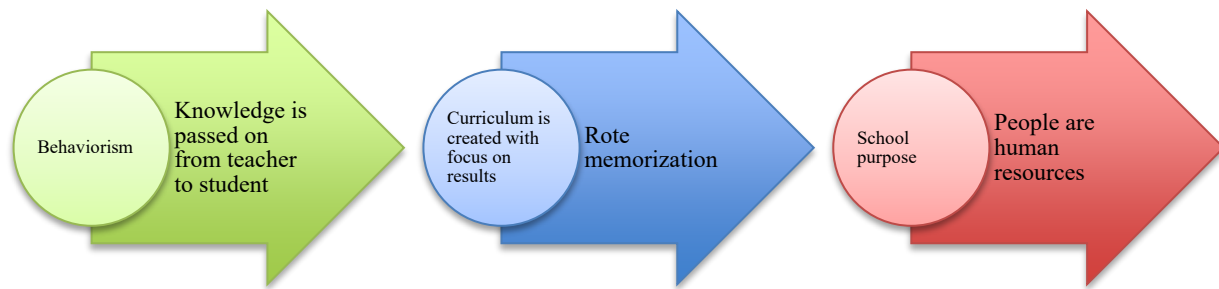 Behaviorism
Knowledge is
passed on
from teacher
to student
Curriculum is
created with
focus on
results
Rote
memorization
School
purpose
People are
human
resources